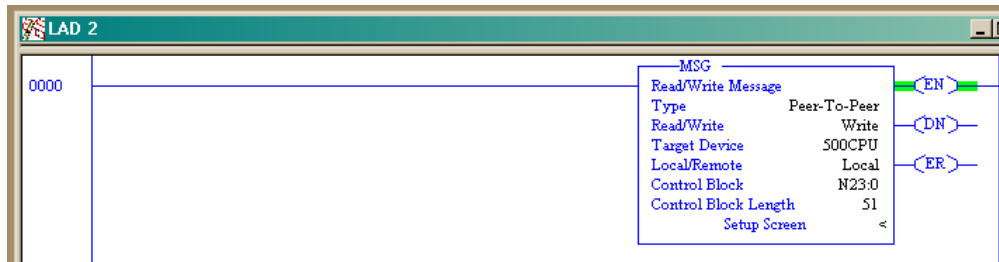 LAD 2
MSG
0000
Read/Write Message
EN
Type Peer-To-Peer
Read/Write Write
DN
Target Device 500CPU
Local/Remote Local
ER
Control Block N23:0
Control Block Length 51
Setup Screen <